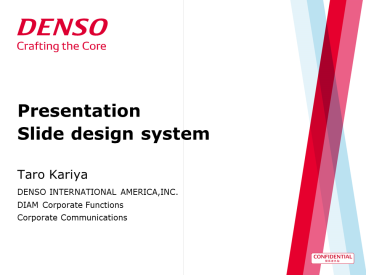 DENSO
Crafting the Core
Presentation
Slide design system
Taro Kariya
DENSO INTERNATIONAL AMERICA,INC.
DIAM Corporate Functions
Corporate Communications
CONFIDENTIAL